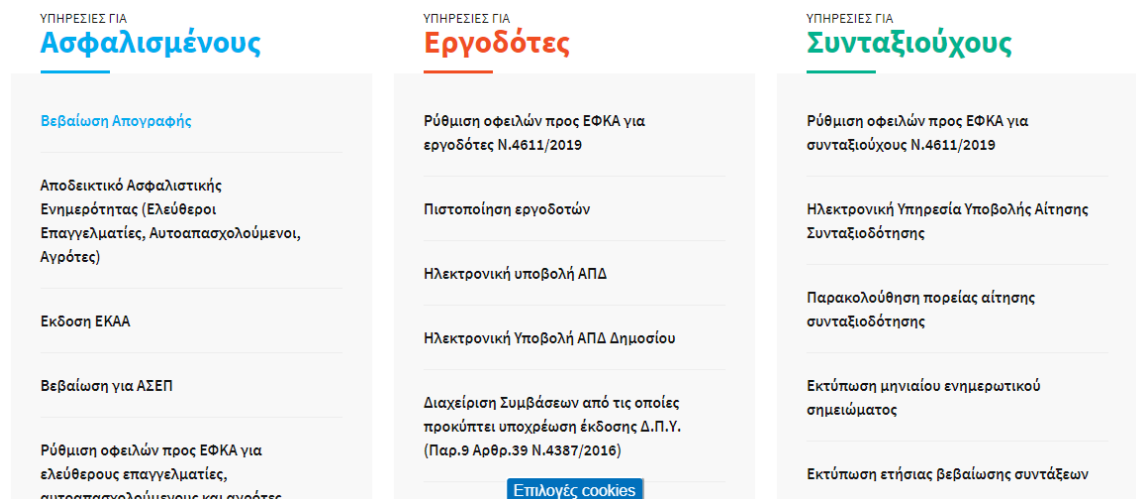 ΥΠΗΡΕΣΙΕΣ ΓΙΑ
Ασφαλισμένους
Βεβαίωση Απογραφής
Αποδεικτικό Ασφαλιστικής
Ενημερότητας (Ελεύθεροι
Επαγγελματίες, Αυτοαπασχολούμενοι,
Αγρότες)
Εκδοση ΕΚΑΑ
Βεβαίωση για ΑΣΕΠ
Ρύθμιση οφειλών προς ΕΦΚΑ για
ελεύθερους επαγγελματίες,
αυτοαπασχολούμενους και αγρότες
ΥΠΗΡΕΣΙΕΣ ΓΙΑ
Εργοδότες
Ρύθμιση οφειλών προς ΕΦΚΑ για
εργοδότες Ν.4611/2019
Πιστοποίηση εργοδοτών
Ηλεκτρονική υποβολή ΑΠΔ
Ηλεκτρονική Υποβολή ΑΠΔ Δημοσίου
Διαχείριση Συμβάσεων από τις οποίες
προκύπτει υποχρέωση έκδοσης Δ.Π.Υ.
(Παρ.9 Αρθρ.39 Ν.4387/2016)
Επιλογές cookies
ΥΠΗΡΕΣΙΕΣ ΓΙΑ
Συνταξιούχους
Ρύθμιση οφειλών προς ΕΦΚΑ για
συνταξιούχους Ν.4611/2019
Ηλεκτρονική Υπηρεσία Υποβολής Αίτησης
Συνταξιοδότησης
Παρακολούθηση πορείας αίτησης
συνταξιοδότησης
Εκτύπωση μηνιαίου ενημερωτικού
σημειώματος
Εκτύπωση ετήσιας βεβαίωσης συντάξεων